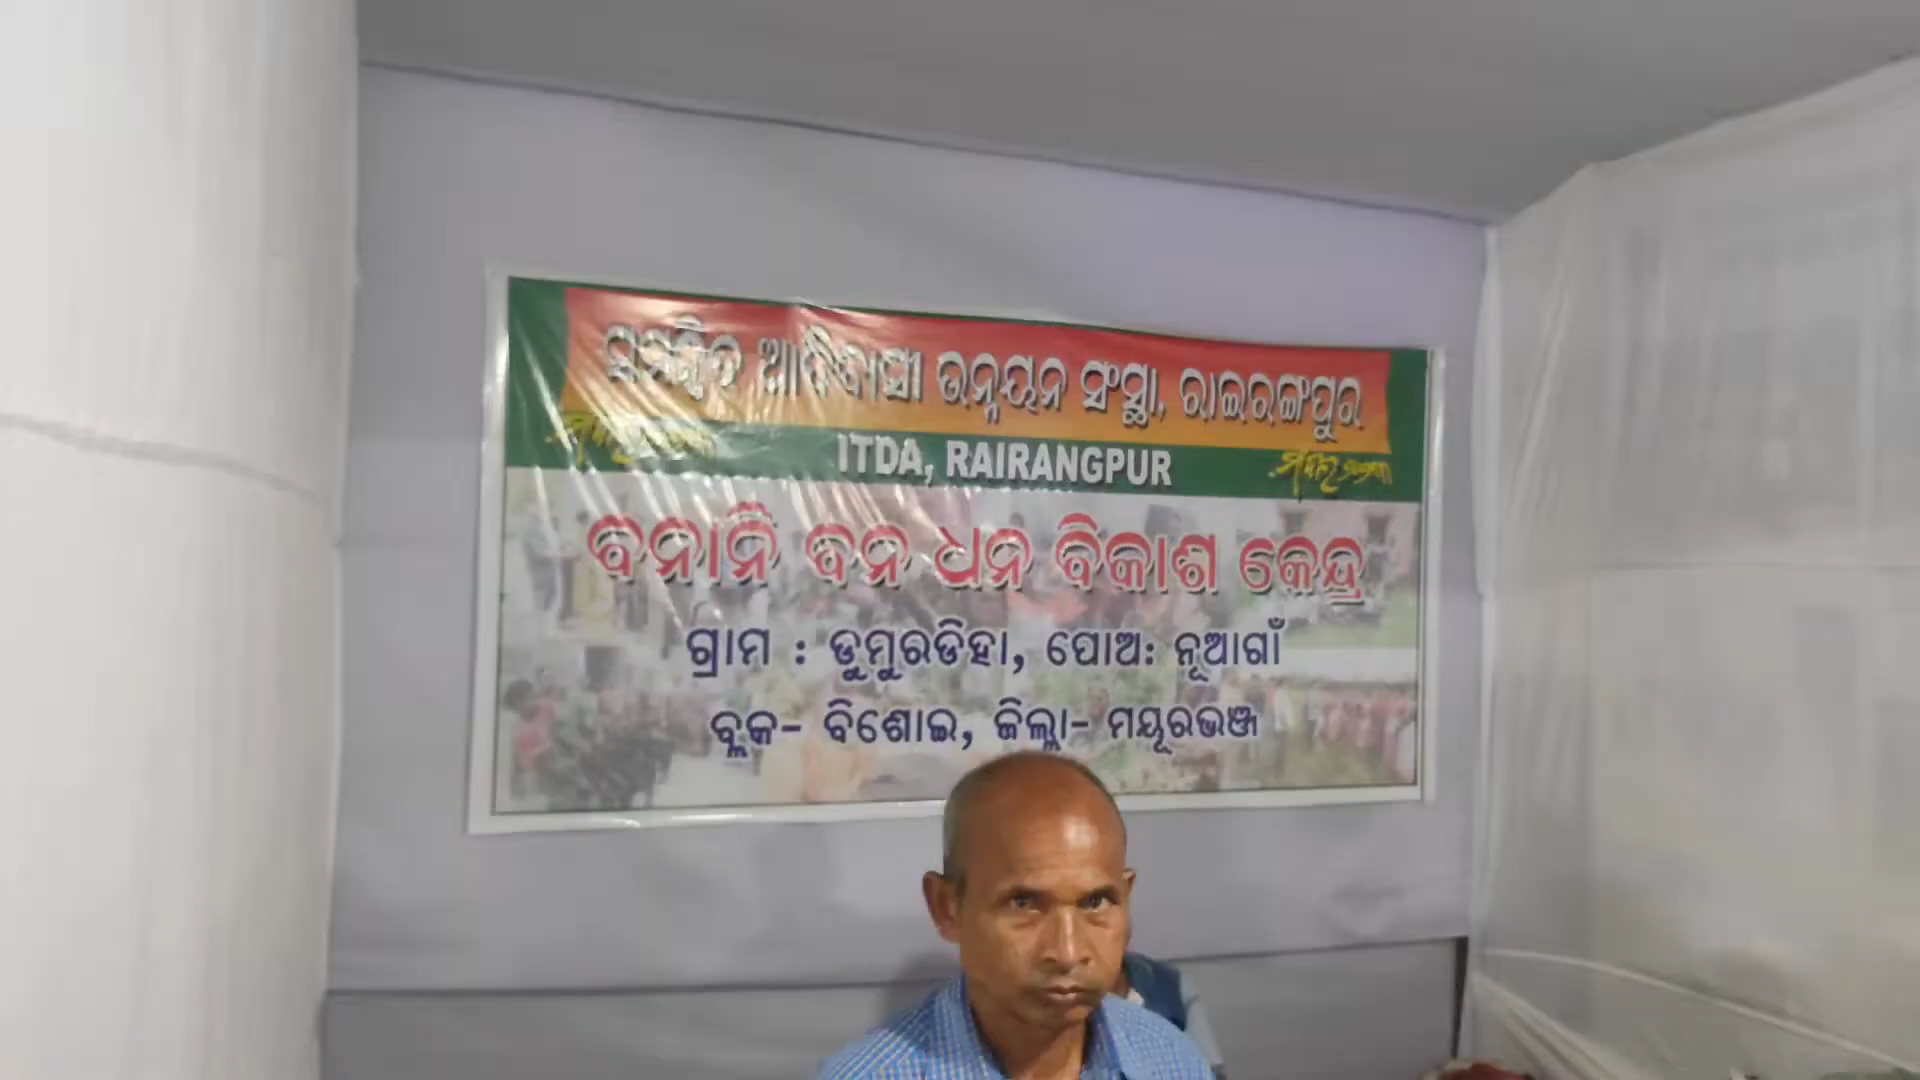 ସମନ୍ବିତ ଆଦିବାସୀ ଉନ୍ନୟନ ସଂସ୍ଥା, ରାଇରଙ୍ଗପୁର
ITDA, RAIRANGPUR
ବନାନି ବନ ଧନ ବିକାଶ କେନ୍ଦ୍ର
ଗ୍ରାମ : ଡୁମୁରଡିହା, ପୋଅ: ନୂଆଗାଁ
ବ୍ଲକ- ବିଶୋଇ, ଜିଲ୍ଲା- ମୟୂରଭଞ୍ଜ